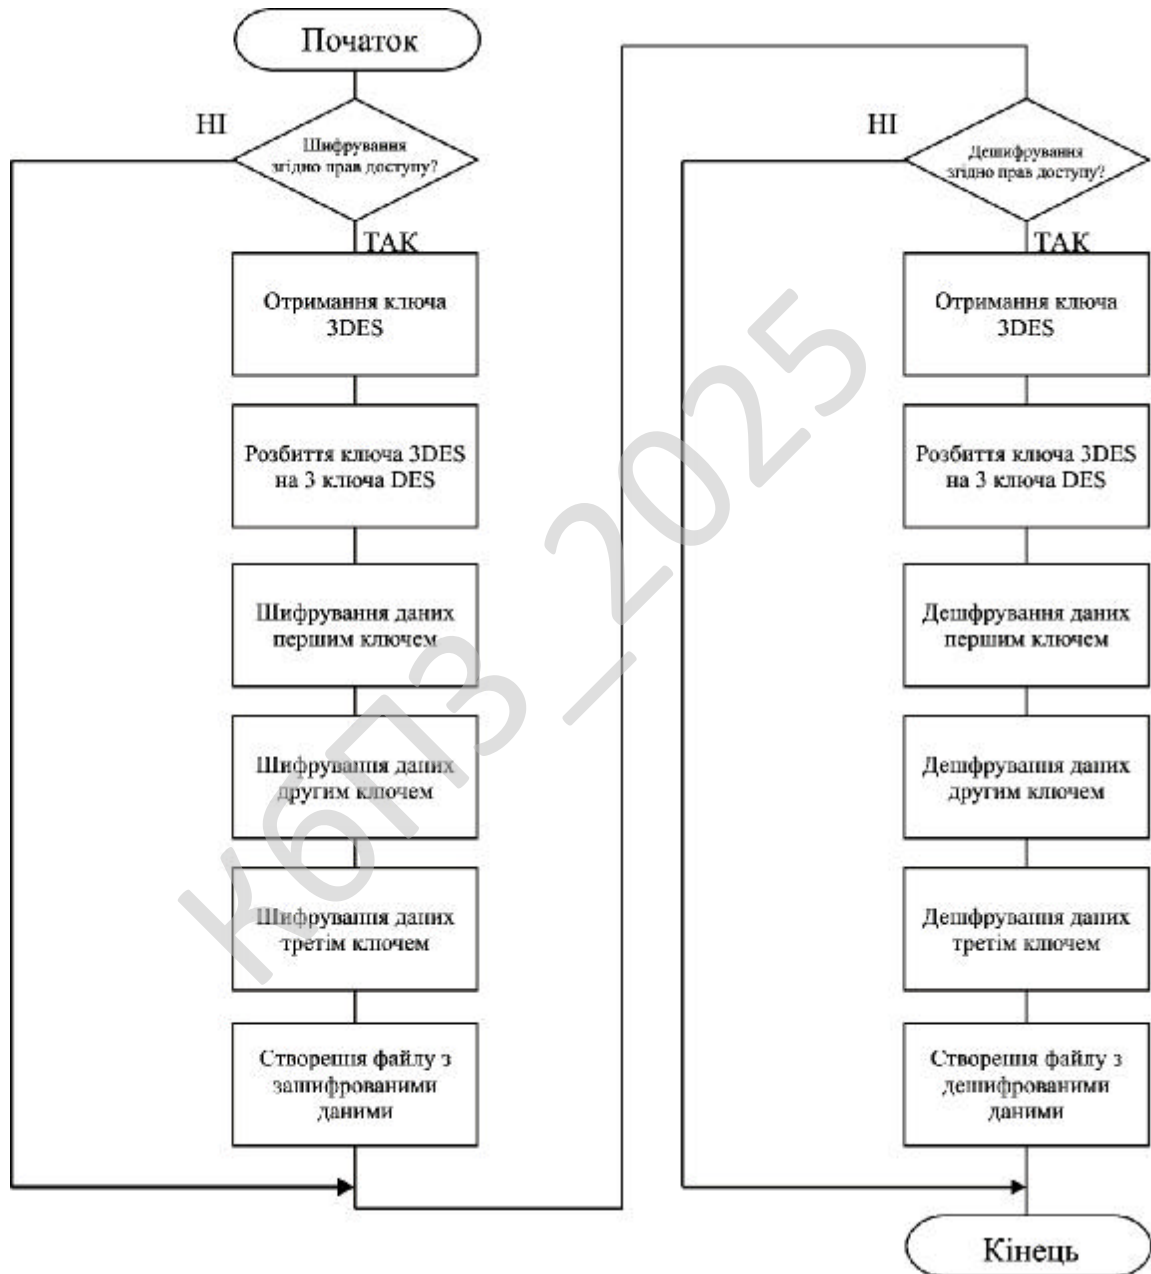 Початок
НІ
Шифрування
згідно прав доступу?
ТАК
Отримання ключа
3DES
Розбиття ключа 3DES
на 3 ключа DES
Шифрування даних
першим ключем
Шифрування даних
другим ключем
Шифрування даних
третім ключем
Створення файлу з
зашифрованими
даними
НІ
Дешифрування
згідно прав доступу?
ТАК
Отримання ключа
3DES
Розбиття ключа 3DES
на 3 ключа DES
Дешфрування даних
першим ключем
Дешфрування даних
другим ключем
Дешфрування даних
третім ключем
Створення файлу з
дешифрованими
даними
Кінець
КбПЗ_2025